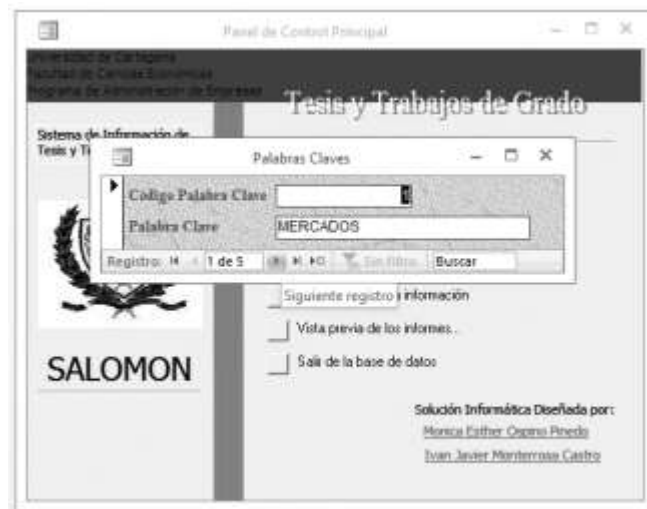 Panel de Control Principal
Universidad de Cartagena
Facultad de Ciencias Económicas
Programa de Administración de Empresas
Tesis y Trabajos de Grado
Sistema de Información de
Tesis y T
Palabras Claves
Código Palabra Clave 1
Palabra Clave MERCADOS
Registro: 1 de 5 Sin filtro Buscar
Siguiente registro información
Vista previa de los informes..
Salir de la base de datos
SALOMON
Solución Informática Diseñada por:
Monica Esther Ospino Pinedo
Ivan Javier Monterrosa Castro